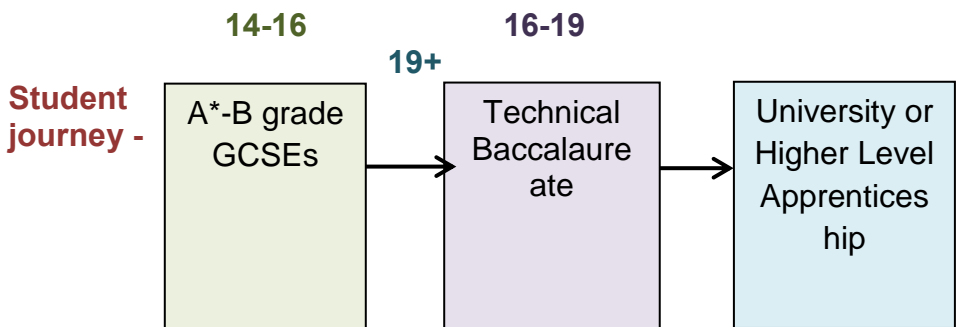 14-16
16-19
19+
Student
journey -
A*-B grade
GCSEs
Technical
Baccalaure
ate
University or
Higher Level
Apprentices
hip